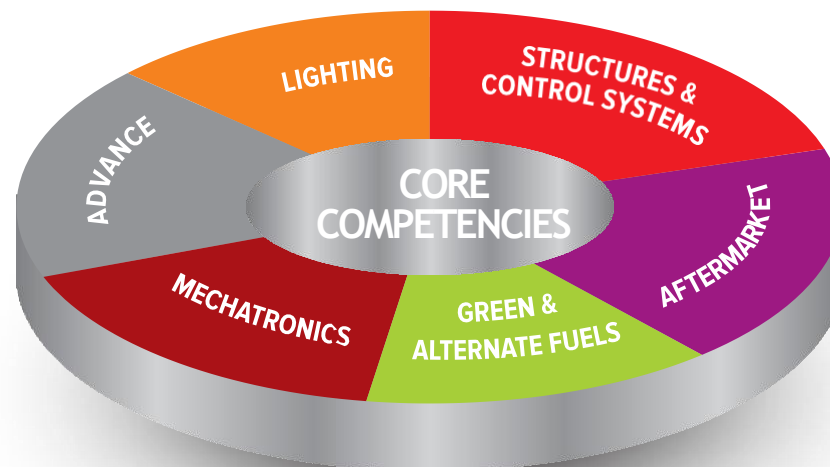 CORE
COMPETENCIES
STRUCTURES &
CONTROL SYSTEMS
AFTERMARKET
GREEN &
ALTERNATE FUELS
MECHATRONICS
ADVANCE
LIGHTING